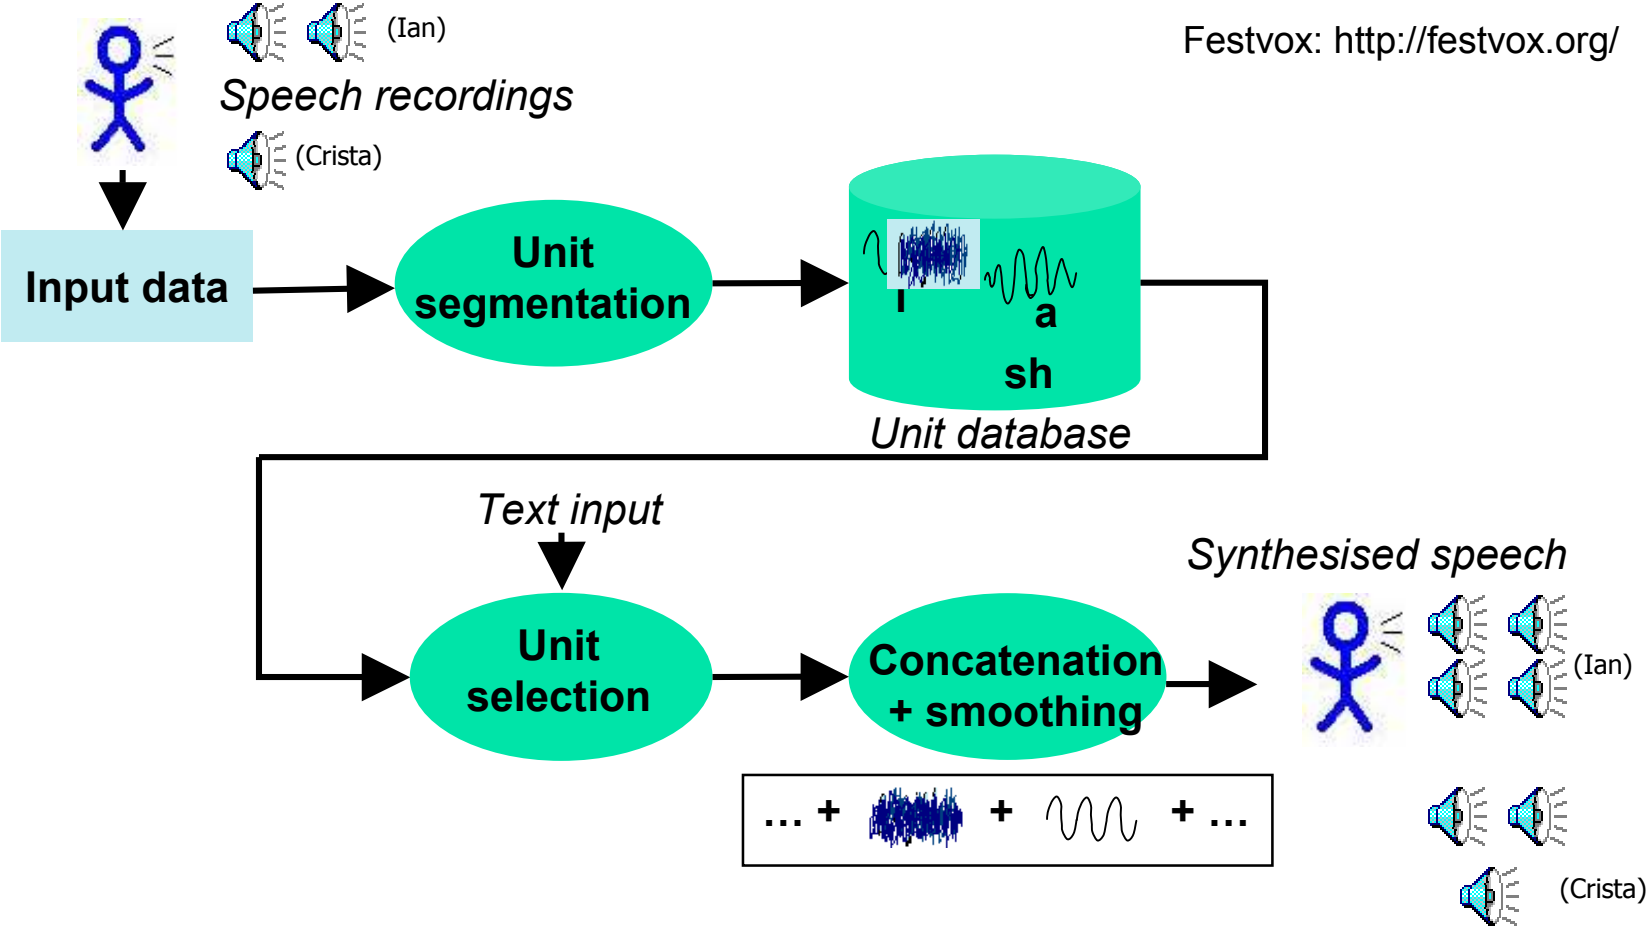 (Ian)
Festvox: http://festvox.org/
Speech recordings
(Crista)
Input data
Unit
segmentation
a
sh
Unit database
Text input
Synthesised speech
Unit
selection
Concatenation
+ smoothing
(Ian)
... + + + ...
(Crista)